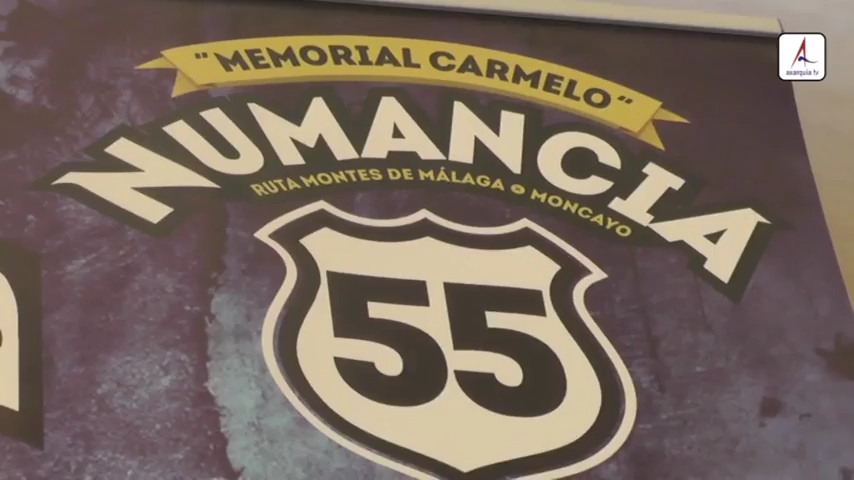 "MEMORIAL CARMELO"
NUMANCIA
RUTA MONTES DE MÁLAGA MONCAYO
55
axarquia tv